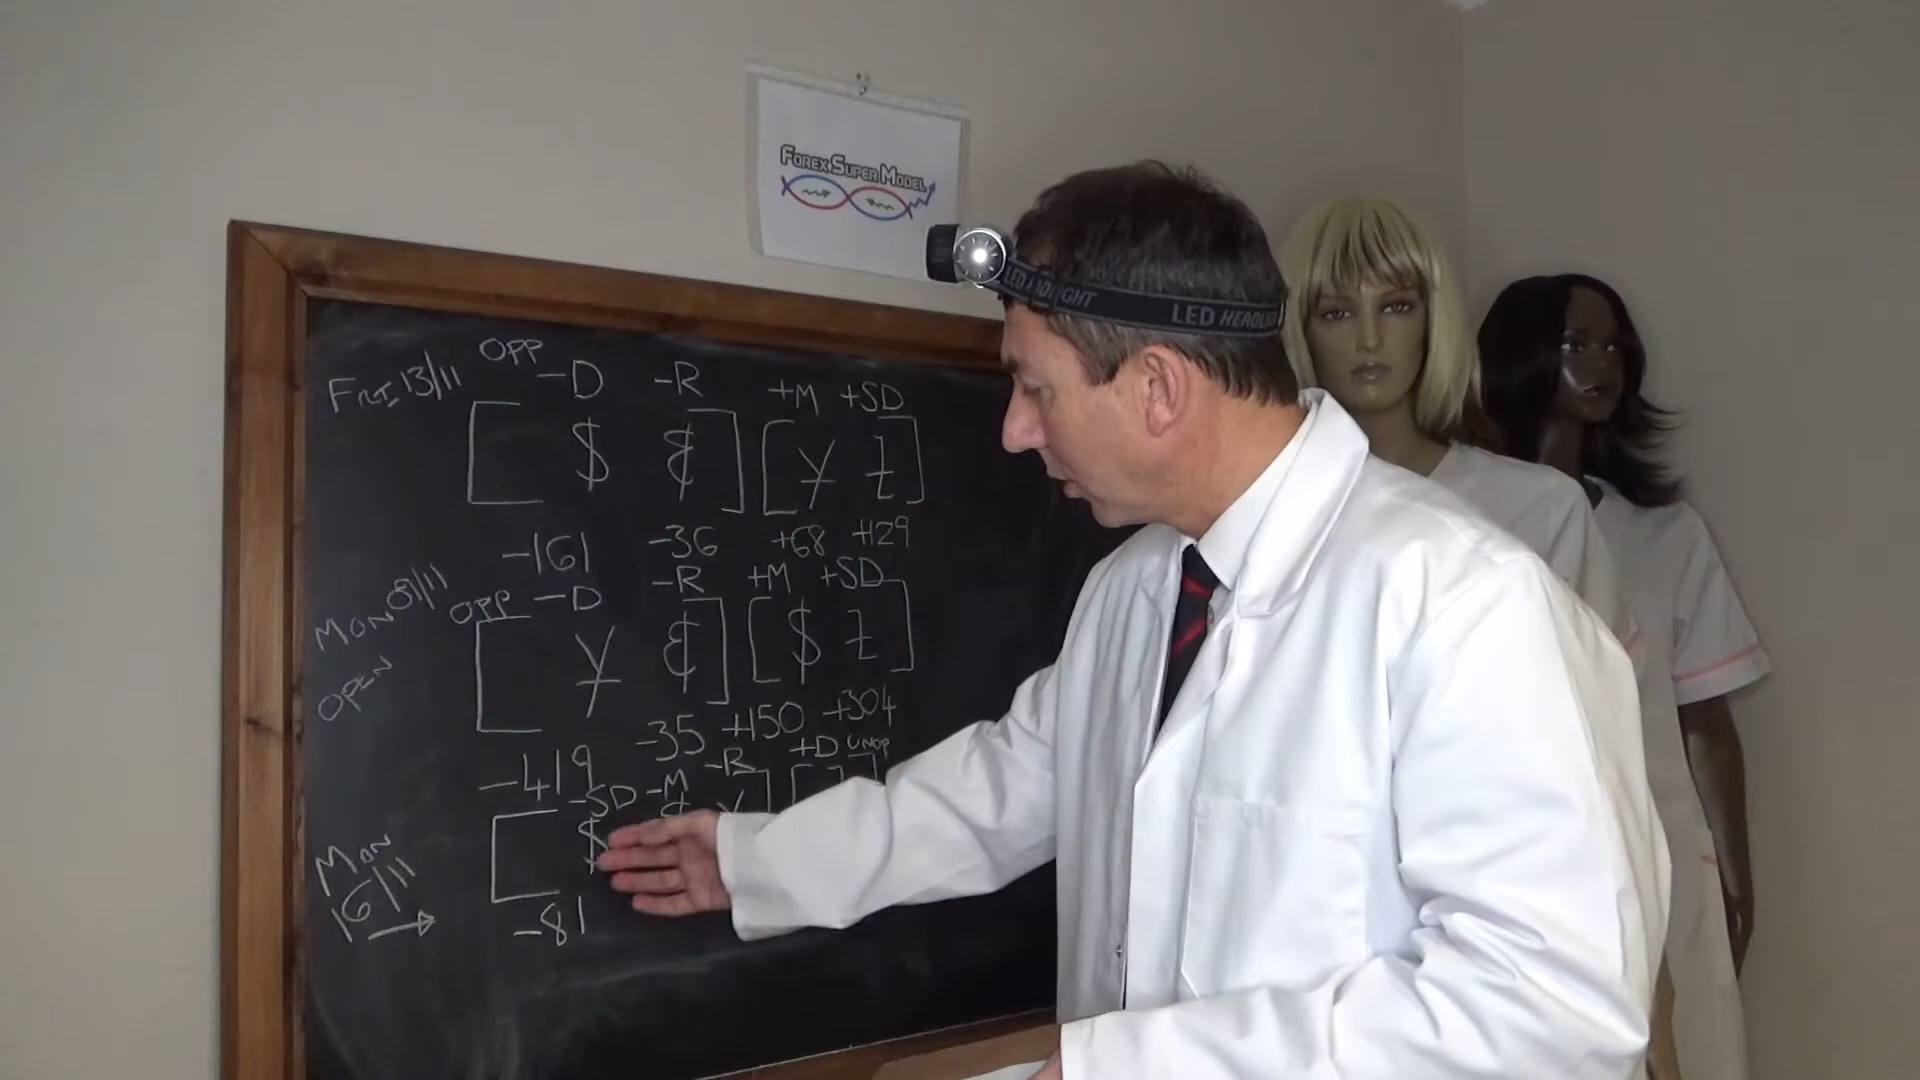 FOREX SUPER MODEL
LED HEADLIGHT
LED HEADLI
FRI 13/11 OPP -D -R +M +SD
[ $ € ] [ ¥ £ ]
-161 -36 +68 +129
MON 09/11 OPP -D -R +M +SD
OPEN [ ¥ € ] [ $ £ ]
-419 -35 +150 +304
-SD -M -R +D UNOP
MON 16/11 → [ $
-81